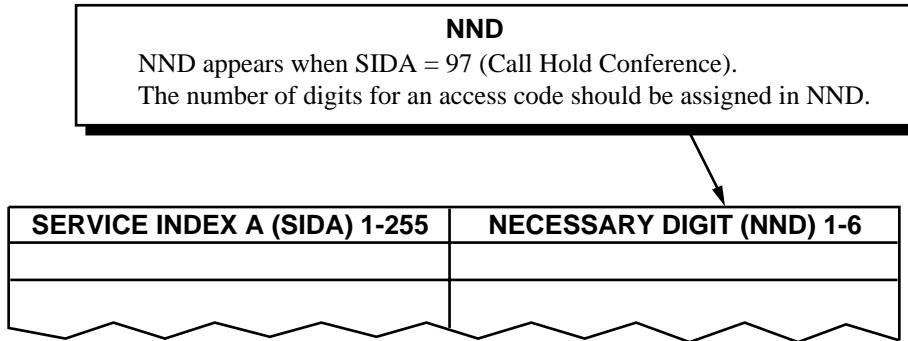 NND
NND appears when SIDA = 97 (Call Hold Conference).
The number of digits for an access code should be assigned in NND.
SERVICE INDEX A (SIDA) 1-255 NECESSARY DIGIT (NND) 1-6